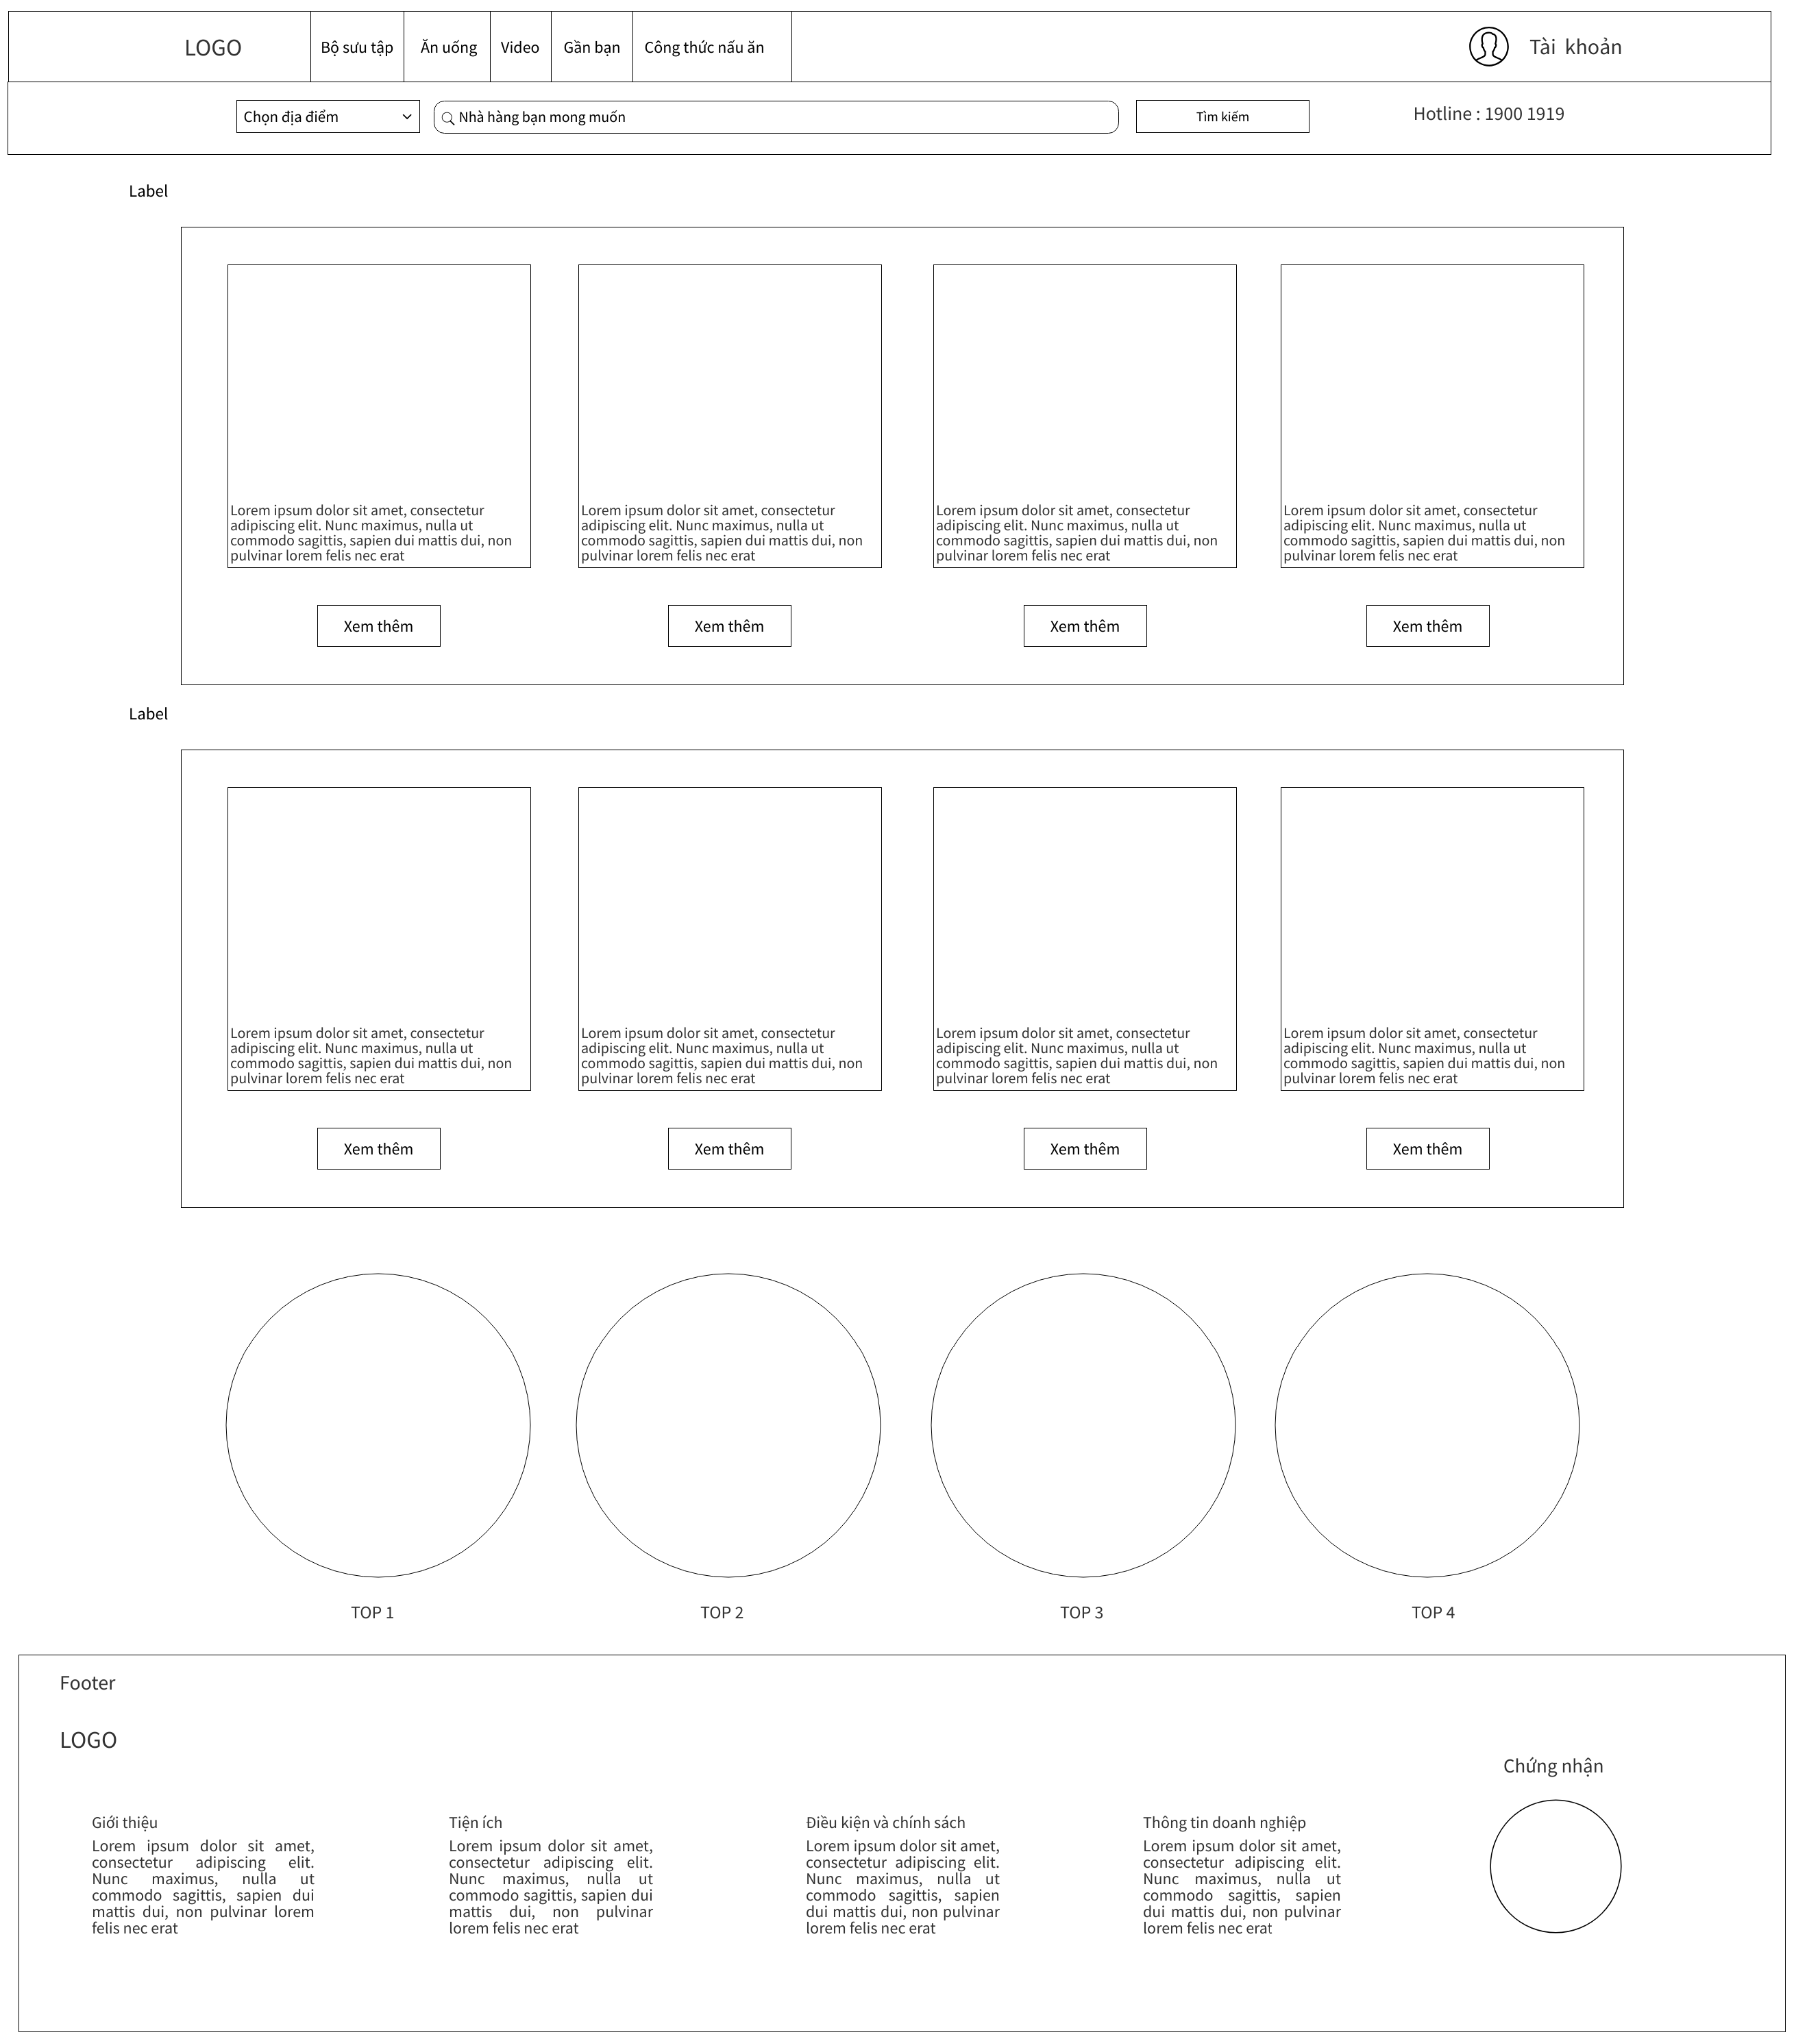 LOGO
Bộ sưu tập
Ăn uống
Video
Gần bạn
Công thức nấu ăn
Tài khoản
Chọn địa điểm
Nhà hàng bạn mong muốn
Tìm kiếm
Hotline : 1900 1919
Label
Lorem ipsum dolor sit amet, consectetur
adipiscing elit. Nunc maximus, nulla ut
commodo sagittis, sapien dui mattis dui, non
pulvinar lorem felis nec erat
Lorem ipsum dolor sit amet, consectetur
adipiscing elit. Nunc maximus, nulla ut
commodo sagittis, sapien dui mattis dui, non
pulvinar lorem felis nec erat
Lorem ipsum dolor sit amet, consectetur
adipiscing elit. Nunc maximus, nulla ut
commodo sagittis, sapien dui mattis dui, non
pulvinar lorem felis nec erat
Lorem ipsum dolor sit amet, consectetur
adipiscing elit. Nunc maximus, nulla ut
commodo sagittis, sapien dui mattis dui, non
pulvinar lorem felis nec erat
Xem thêm
Xem thêm
Xem thêm
Xem thêm
Label
Lorem ipsum dolor sit amet, consectetur
adipiscing elit. Nunc maximus, nulla ut
commodo sagittis, sapien dui mattis dui, non
pulvinar lorem felis nec erat
Lorem ipsum dolor sit amet, consectetur
adipiscing elit. Nunc maximus, nulla ut
commodo sagittis, sapien dui mattis dui, non
pulvinar lorem felis nec erat
Lorem ipsum dolor sit amet, consectetur
adipiscing elit. Nunc maximus, nulla ut
commodo sagittis, sapien dui mattis dui, non
pulvinar lorem felis nec erat
Lorem ipsum dolor sit amet, consectetur
adipiscing elit. Nunc maximus, nulla ut
commodo sagittis, sapien dui mattis dui, non
pulvinar lorem felis nec erat
Xem thêm
Xem thêm
Xem thêm
Xem thêm
TOP 1
TOP 2
TOP 3
TOP 4
Footer
LOGO
Giới thiệu
Lorem ipsum dolor sit amet,
consectetur adipiscing elit.
Nunc maximus, nulla ut
commodo sagittis, sapien dui
mattis dui, non pulvinar lorem
felis nec erat
Tiện ích
Lorem ipsum dolor sit amet,
consectetur adipiscing elit.
Nunc maximus, nulla ut
commodo sagittis, sapien dui
mattis dui, non pulvinar
lorem felis nec erat
Điều kiện và chính sách
Lorem ipsum dolor sit amet,
consectetur adipiscing elit.
Nunc maximus, nulla ut
commodo sagittis, sapien
dui mattis dui, non pulvinar
lorem felis nec erat
Thông tin doanh nghiệp
Lorem ipsum dolor sit amet,
consectetur adipiscing elit.
Nunc maximus, nulla ut
commodo sagittis, sapien
dui mattis dui, non pulvinar
lorem felis nec erat
Chứng nhận